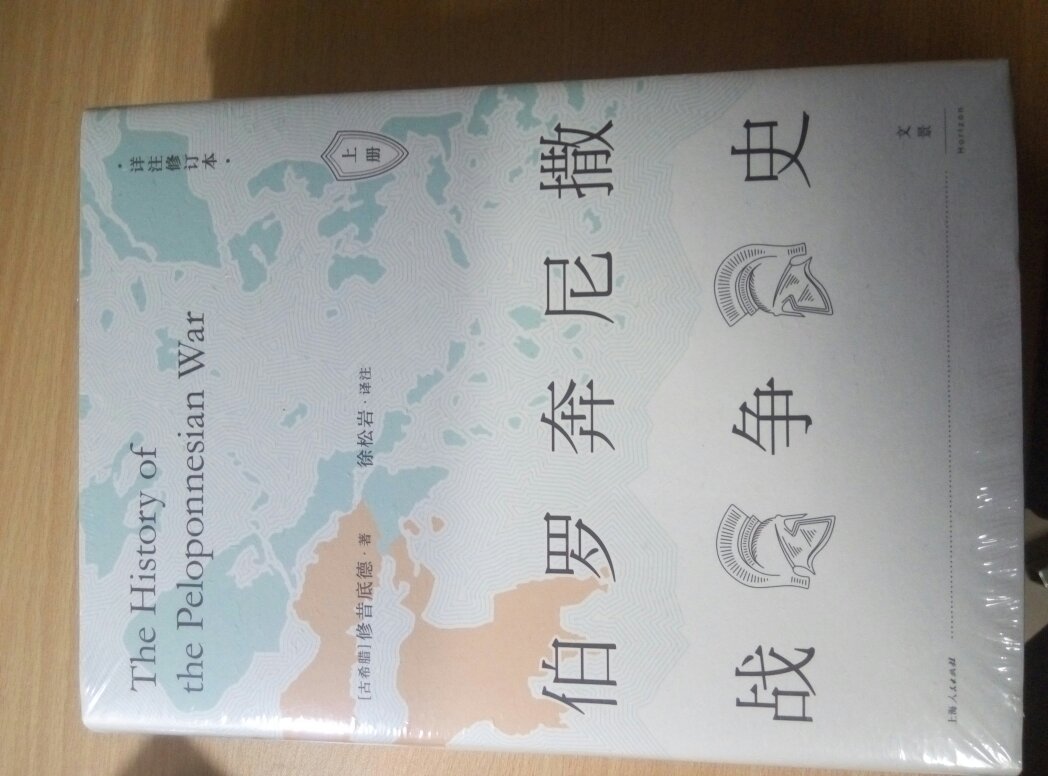 The History of
the Peloponnesian War
·详注修订本·
上册
[古希腊]修昔底德·著
徐松岩·译注
伯罗奔尼撒
战争史
文景
Horizon
上海人民出版社